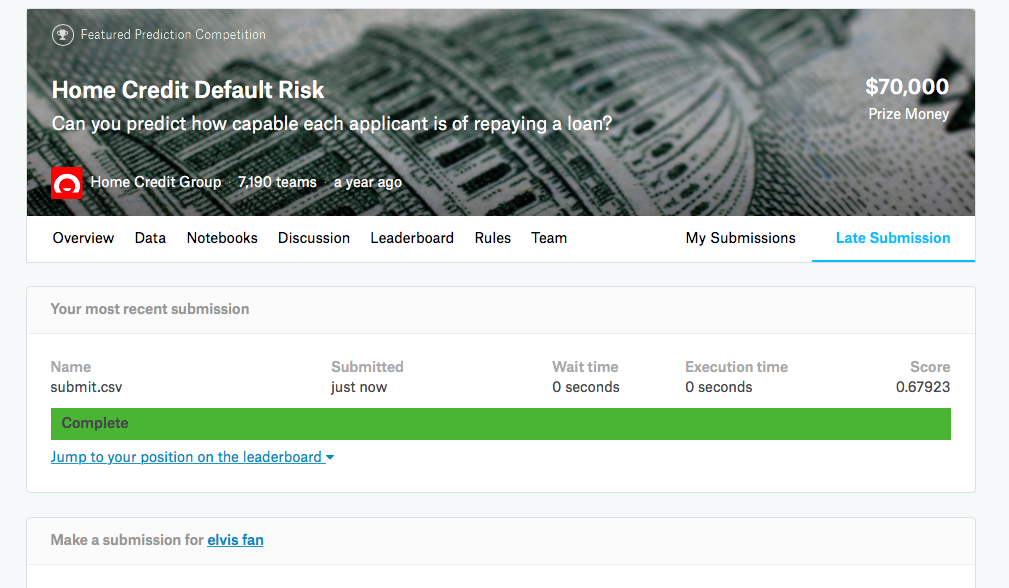 Featured Prediction Competition
Home Credit Default Risk
$70,000
Can you predict how capable each applicant is of repaying a loan?
Prize Money
Home Credit Group · 7,190 teams · a year ago
Overview Data Notebooks Discussion Leaderboard Rules Team My Submissions Late Submission
Your most recent submission
Name Submitted Wait time Execution time Score
submit.csv just now 0 seconds 0 seconds 0.67923
Complete
Jump to your position on the leaderboard
Make a submission for elvis fan